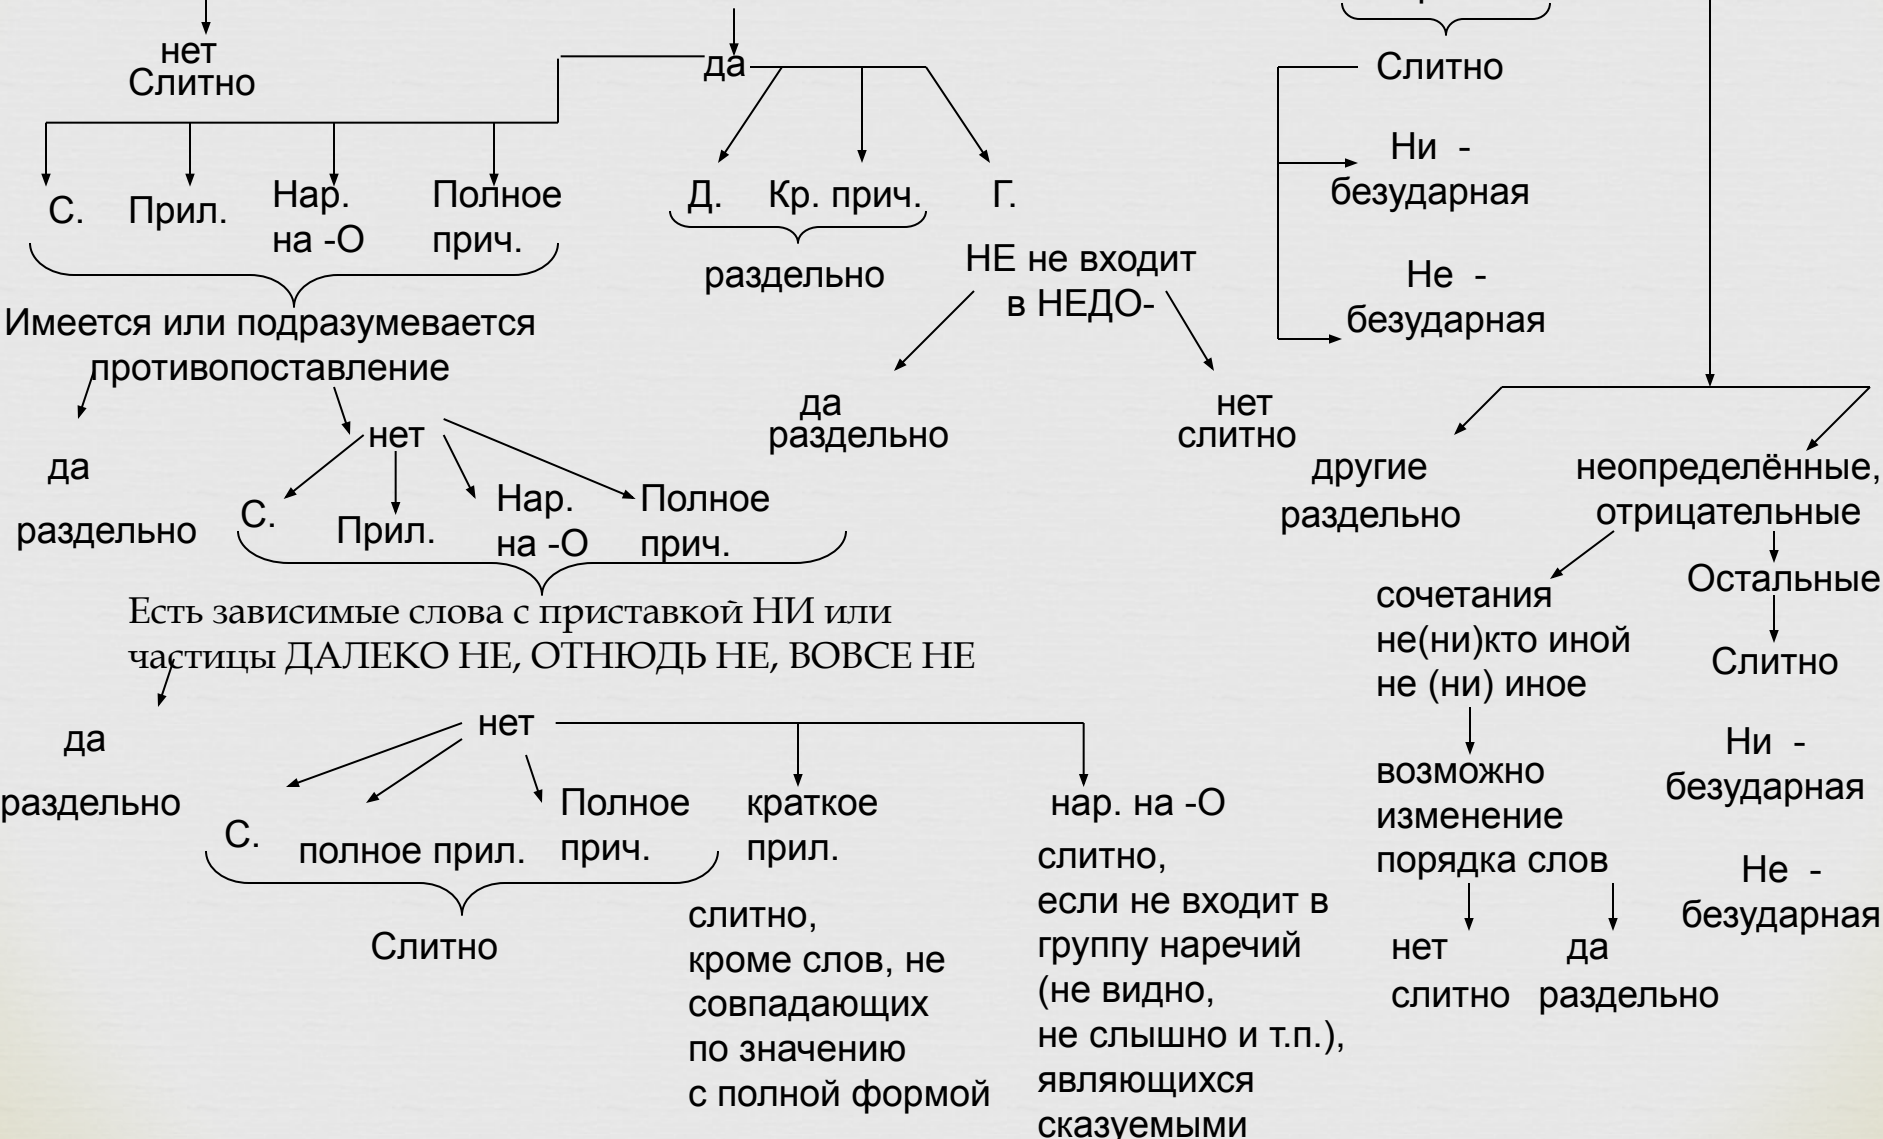 нет
Слитно
да
С.
Прил.
Нар.
на -О
Полное
прич.
Д.
Кр. прич.
Г.
раздельно
НЕ не входит
в НЕДО-
да
раздельно
нет
слитно
Имеется или подразумевается
противопоставление
да
раздельно
нет
С.
Прил.
Нар.
на -О
Полное
прич.
Есть зависимые слова с приставкой НИ или
частицы ДАЛЕКО НЕ, ОТНЮДЬ НЕ, ВОВСЕ НЕ
да
раздельно
нет
С.
полное прил.
Полное
прич.
Слитно
краткое
прил.
слитно,
кроме слов, не
совпадающих
по значению
с полной формой
нар. на -О
слитно,
если не входит в
группу наречий
(не видно,
не слышно и т.п.),
являющихся
сказуемыми
Слитно
Ни -
безударная
Не -
безударная
другие
раздельно
неопределённые,
отрицательные
сочетания
не(ни)кто иной
не (ни) иное
возможно
изменение
порядка слов
нет
слитно
да
раздельно
Остальные
Слитно
Ни -
безударная
Не -
безударная